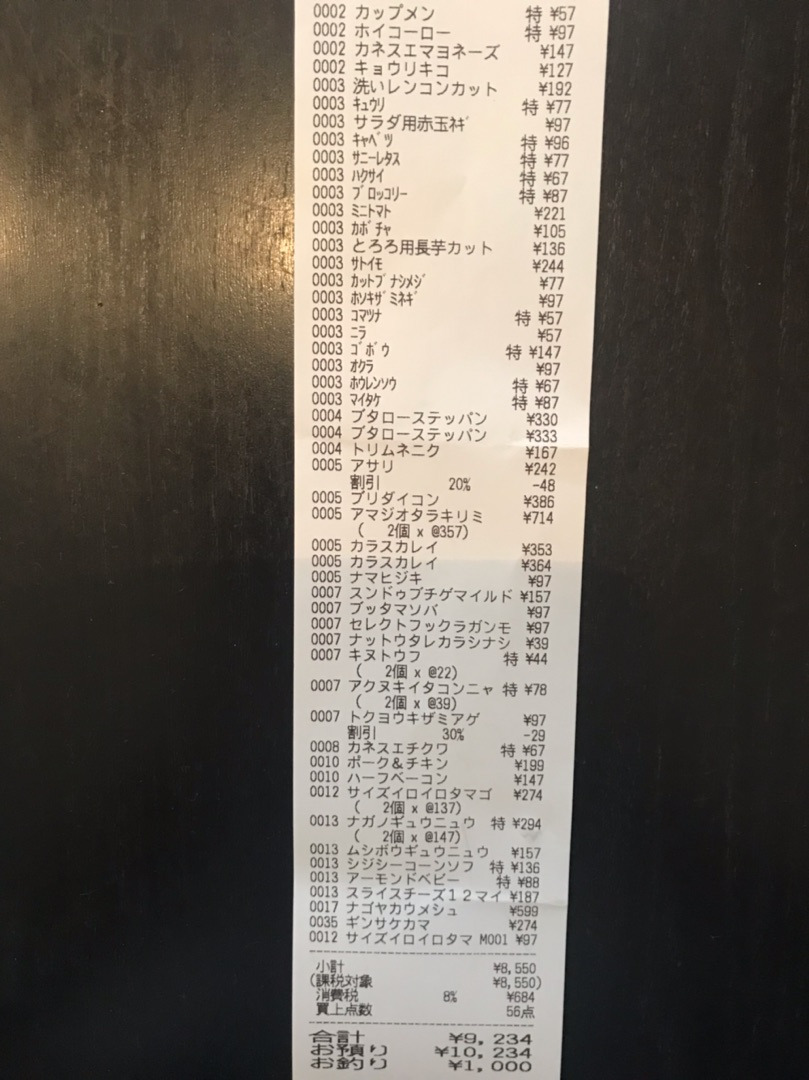 0002 カップメン 特 ¥57
0002 ホイコーロー 特 ¥97
0002 カネスエマヨネーズ ¥147
0002 キョウリキコ ¥127
0003 洗いレンコンカット ¥192
0003 キュウリ 特 ¥77
0003 サラダ用赤玉ネギ ¥97
0003 キャベツ 特 ¥96
0003 サニーレタス 特 ¥77
0003 ハクサイ 特 ¥67
0003 ブロッコリー 特 ¥87
0003 ミニトマト ¥221
0003 カボチャ ¥105
0003 とろろ用長芋カット ¥136
0003 サトイモ ¥244
0003 カットブナシメジ ¥77
0003 ホソキザミネギ ¥97
0003 コマツナ 特 ¥57
0003 ニラ ¥57
0003 ゴボウ 特 ¥147
0003 オクラ ¥97
0003 ホウレンソウ 特 ¥67
0003 マイタケ 特 ¥87
0004 ブタローステッパン ¥330
0004 ブタローステッパン ¥333
0004 トリムネニク ¥167
0005 アサリ ¥242
割引 20% -48
0005 ブリダイコン ¥386
0005 アマジオタラキリミ ¥714
( 2個 x @357)
0005 カラスカレイ ¥353
0005 カラスカレイ ¥364
0005 ナマヒジキ ¥97
0007 スンドゥブチゲマイルド ¥157
0007 ブッタマソバ ¥97
0007 セレクトフックラガンモ ¥97
0007 ナットウタレカラシナシ ¥39
0007 キヌトウフ 特 ¥44
( 2個 x @22)
0007 アクヌキイタコンニャ 特 ¥78
( 2個 x @39)
0007 トクヨウキザミアゲ ¥97
割引 30% -29
0008 カネスエチクワ 特 ¥67
0010 ポーク&チキン ¥199
0010 ハーフベーコン ¥147
0012 サイズイロイロタマゴ ¥274
( 2個 x @137)
0013 ナガノギュウニュウ 特 ¥294
( 2個 x @147)
0013 ムシボウギュウニュウ ¥157
0013 シジシーコーンソフ 特 ¥136
0013 アーモンドベビー 特 ¥88
0013 スライスチーズ12マイ ¥187
0017 ナゴヤカウメシュ ¥599
0035 ギンサケカマ ¥274
0012 サイズイロイロタマ M001 ¥97
小計 ¥8,550
(課税対象 ¥8,550)
消費税 8% ¥684
買上点数 56点
合計 ¥9,234
お預り ¥10,234
お釣り ¥1,000